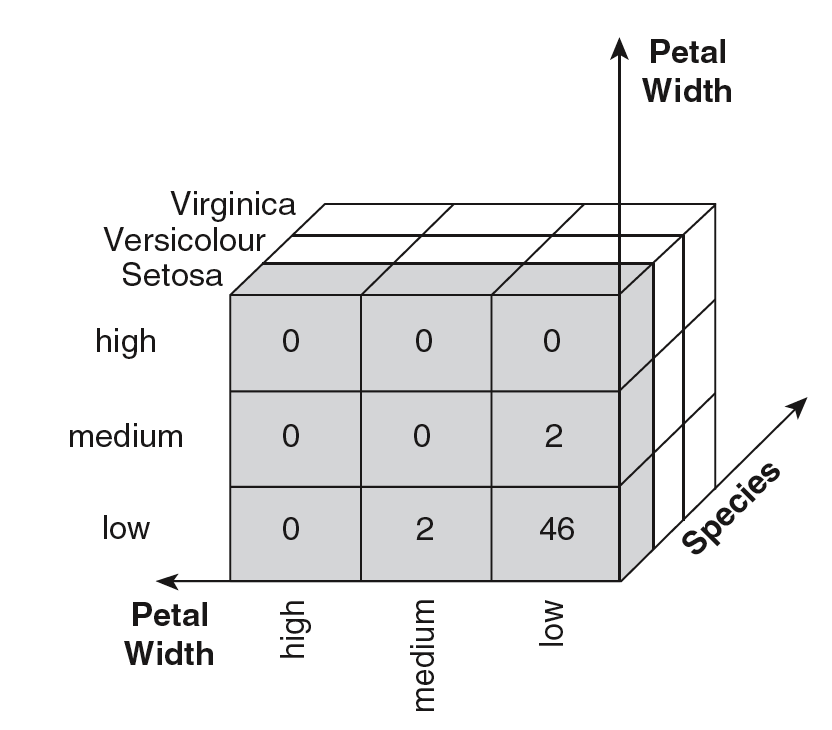 Petal
Width
Virginica
Versicolour
Setosa
high 0 0 0
medium 0 0 2
low 0 2 46
Species
Petal
Width
high medium low